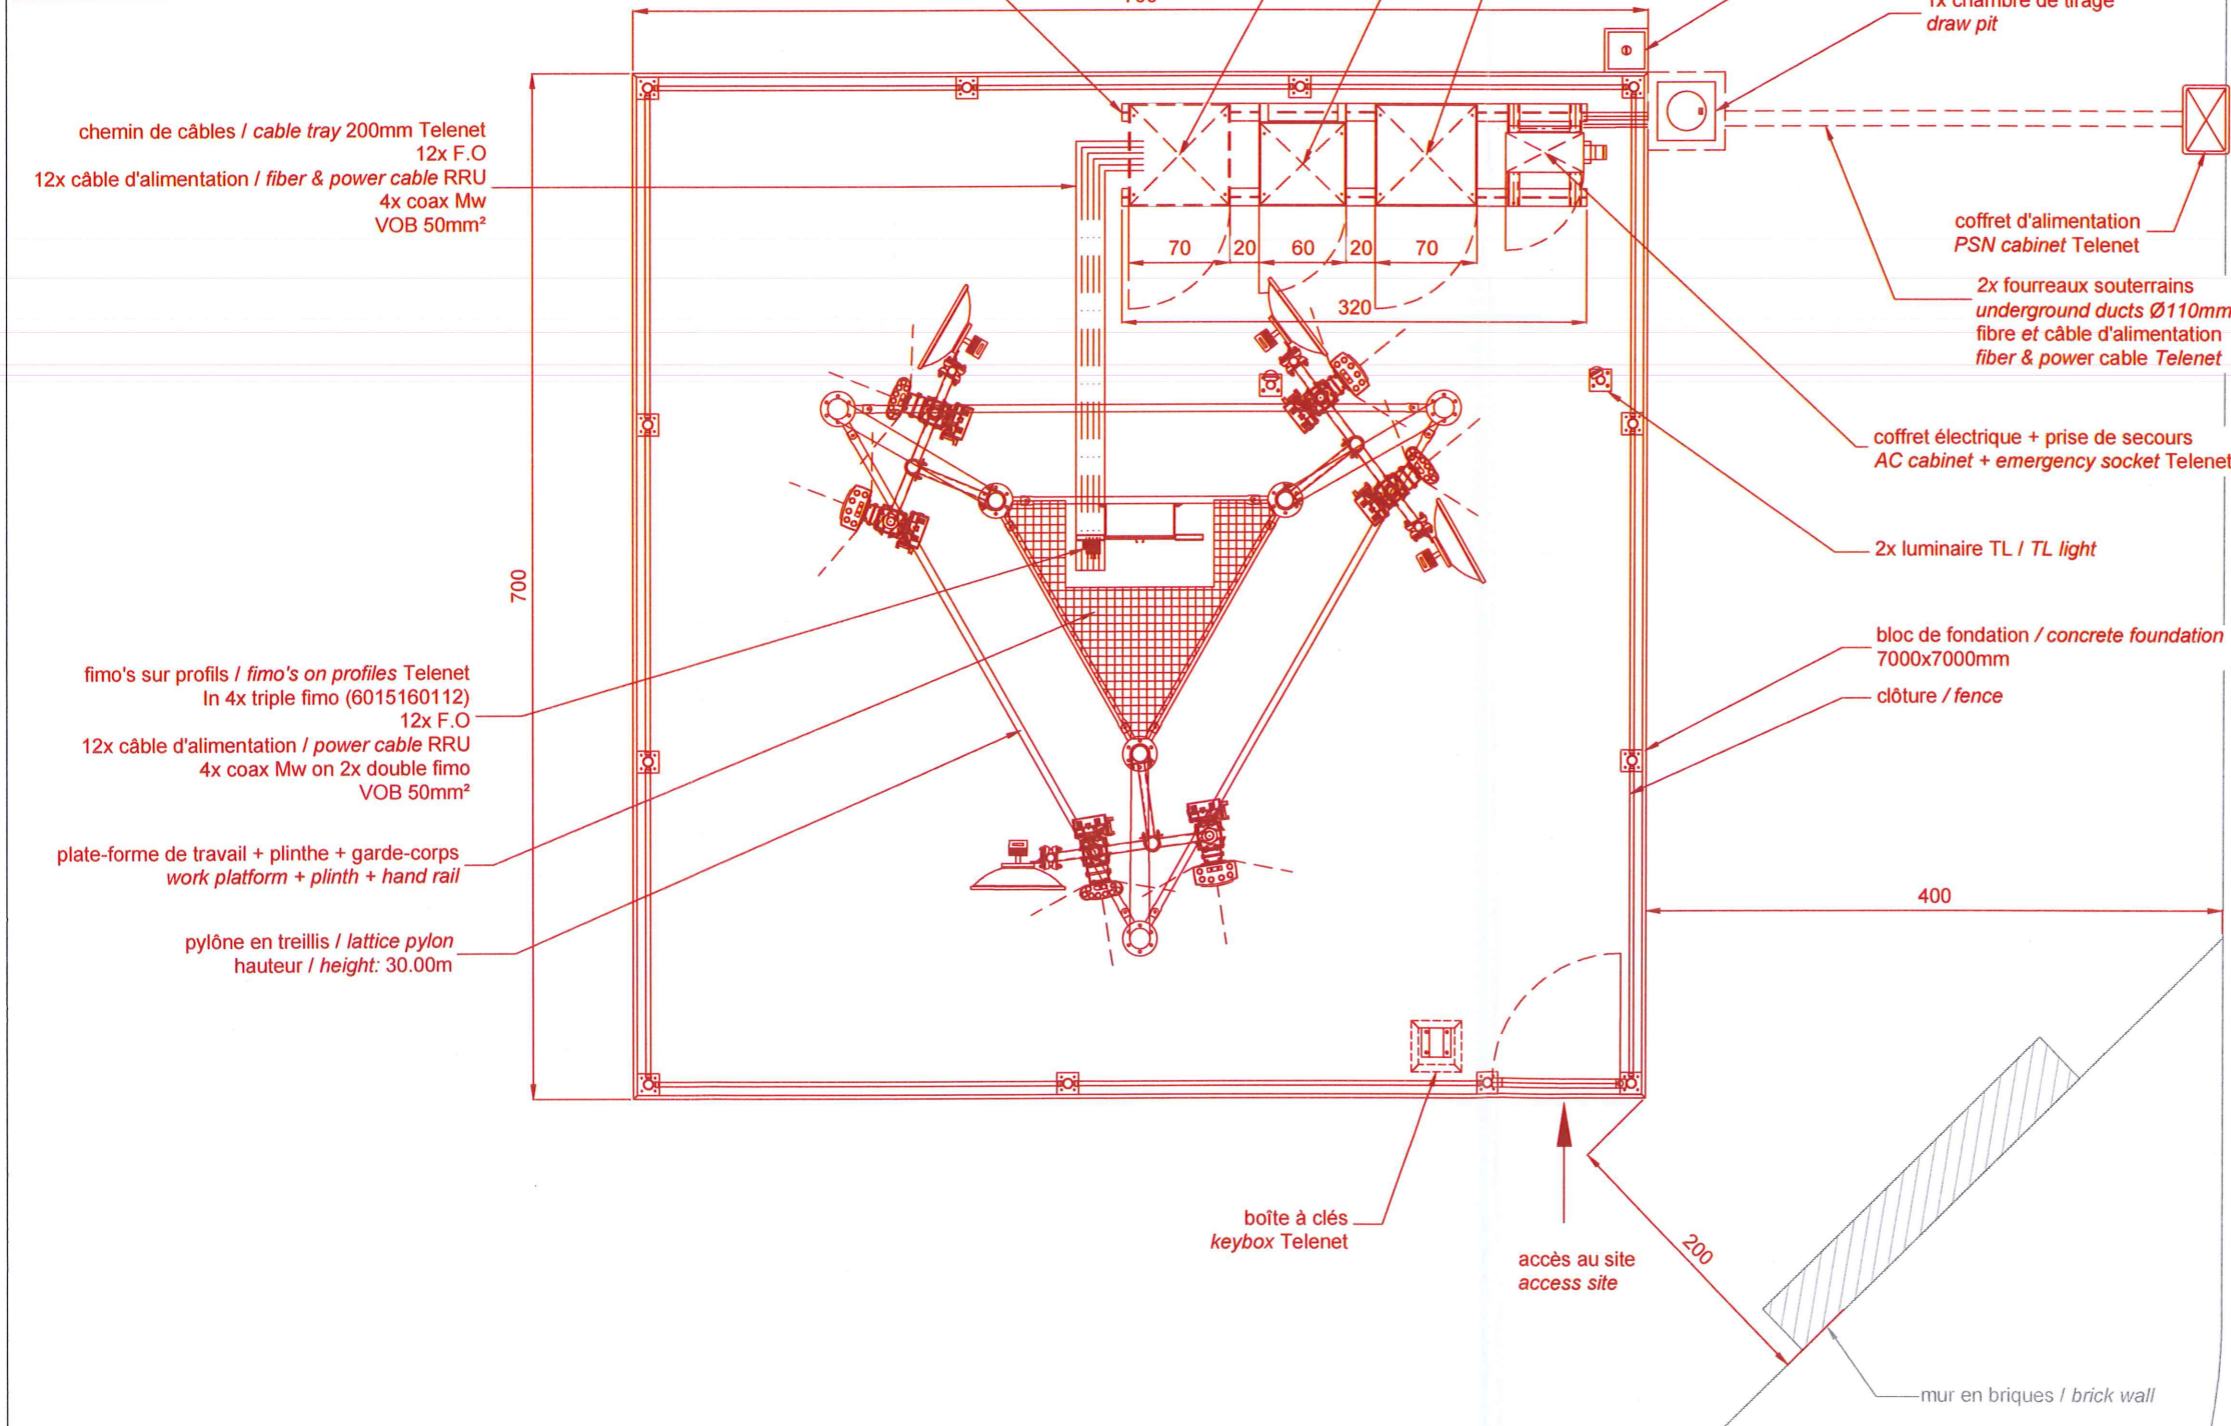 700
1x chambre de tirage
draw pit
chemin de câbles / cable tray 200mm Telenet
12x F.O
12x câble d'alimentation / fiber & power cable RRU
4x coax Mw
VOB 50mm²
coffret d'alimentation
PSN cabinet Telenet
70 20 60 20 70
320
2x fourreaux souterrains
underground ducts Ø110mm
fibre et câble d'alimentation
fiber & power cable Telenet
coffret électrique + prise de secours
AC cabinet + emergency socket Telenet
2x luminaire TL / TL light
700
bloc de fondation / concrete foundation
7000x7000mm
clôture / fence
fimo's sur profils / fimo's on profiles Telenet
In 4x triple fimo (6015160112)
12x F.O
12x câble d'alimentation / power cable RRU
4x coax Mw on 2x double fimo
VOB 50mm²
plate-forme de travail + plinthe + garde-corps
work platform + plinth + hand rail
400
pylône en treillis / lattice pylon
hauteur / height: 30.00m
boîte à clés
keybox Telenet
accès au site
access site
200
mur en briques / brick wall